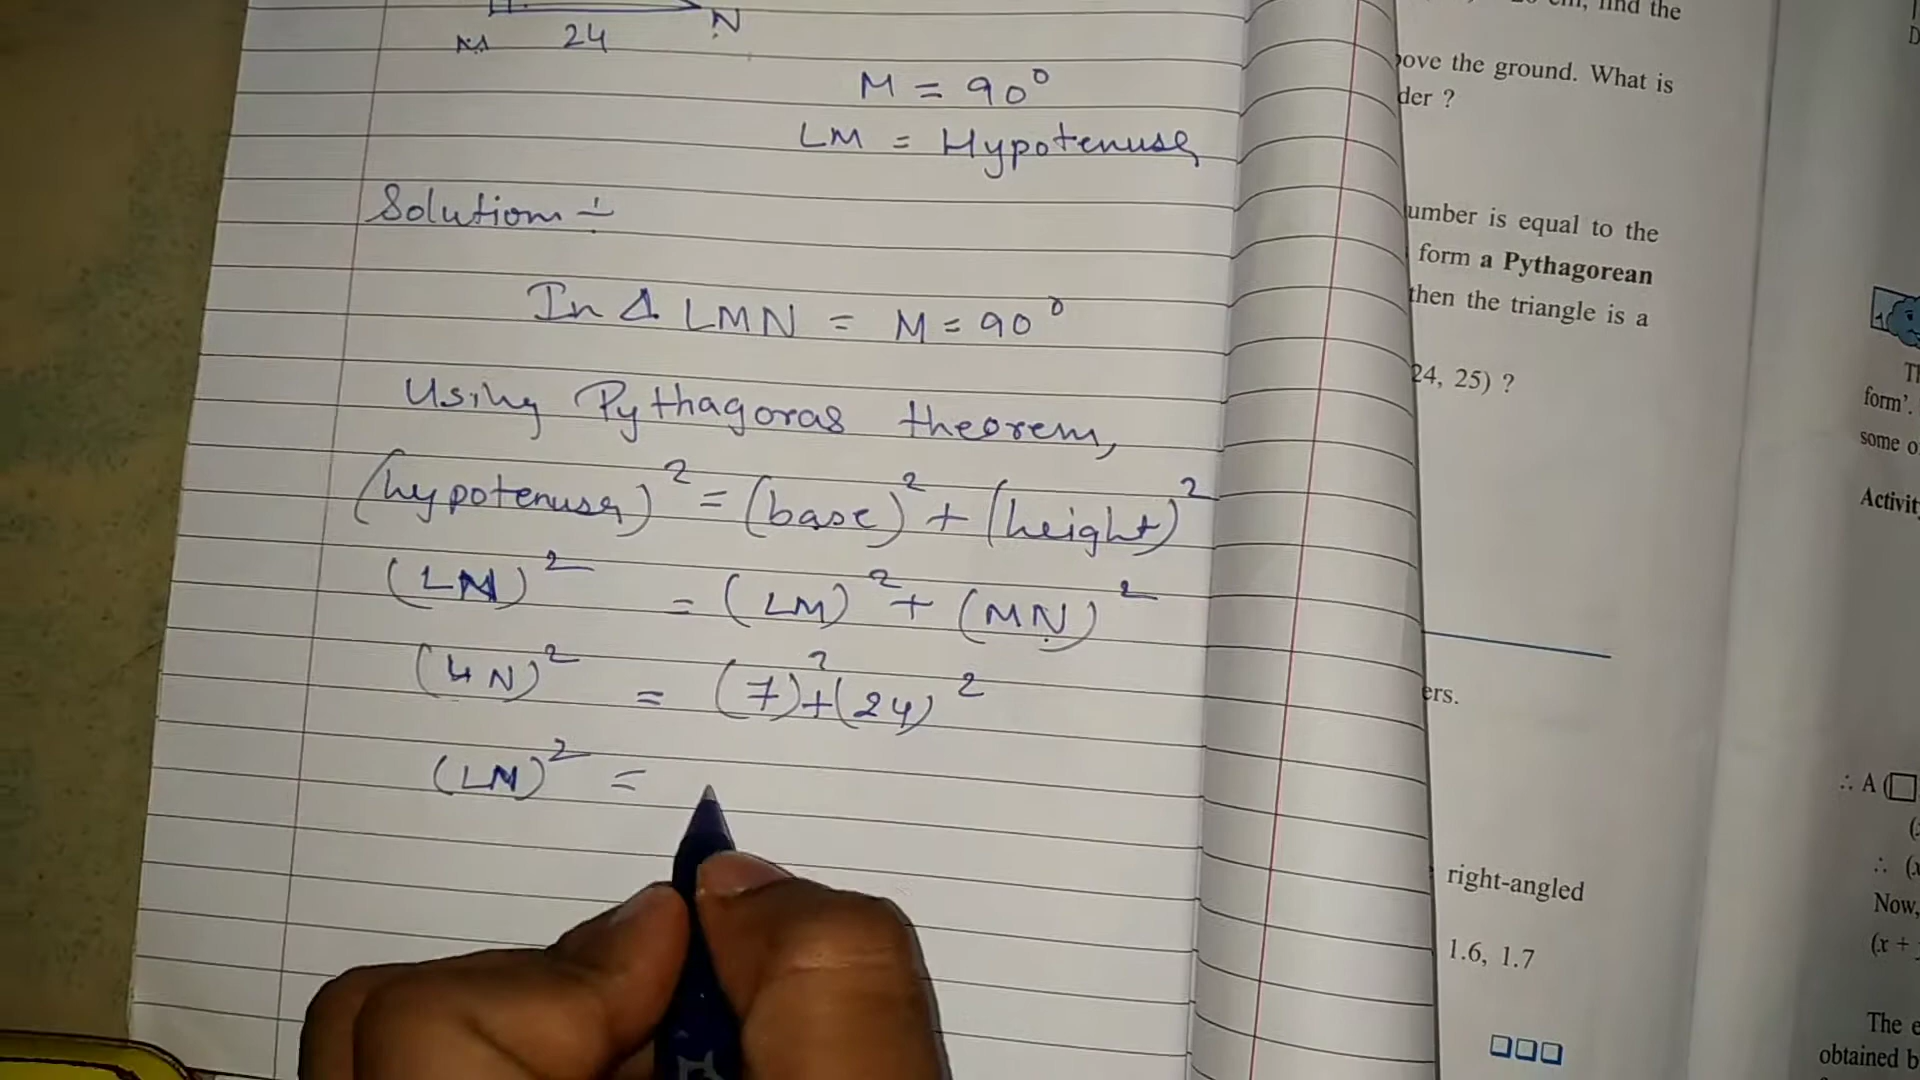 N
M 24
M = 90°
LM = Hypotenuse
Solution :-
In Δ LMN = M = 90°
Using Pythagoras theorem,
(hypotenuse)² = (base)² + (height)²
(LN)² = (LM)² + (MN)²
(LN)² = (7)² + (24)²
(LM)² =
find the
ove the ground. What is
der ?
umber is equal to the
form a Pythagorean
then the triangle is a
24, 25) ?
ers.
right-angled
1.6, 1.7
form'.
some o
Activit
∴ A (□
∴ (x
Now,
(x +
The e
obtained b